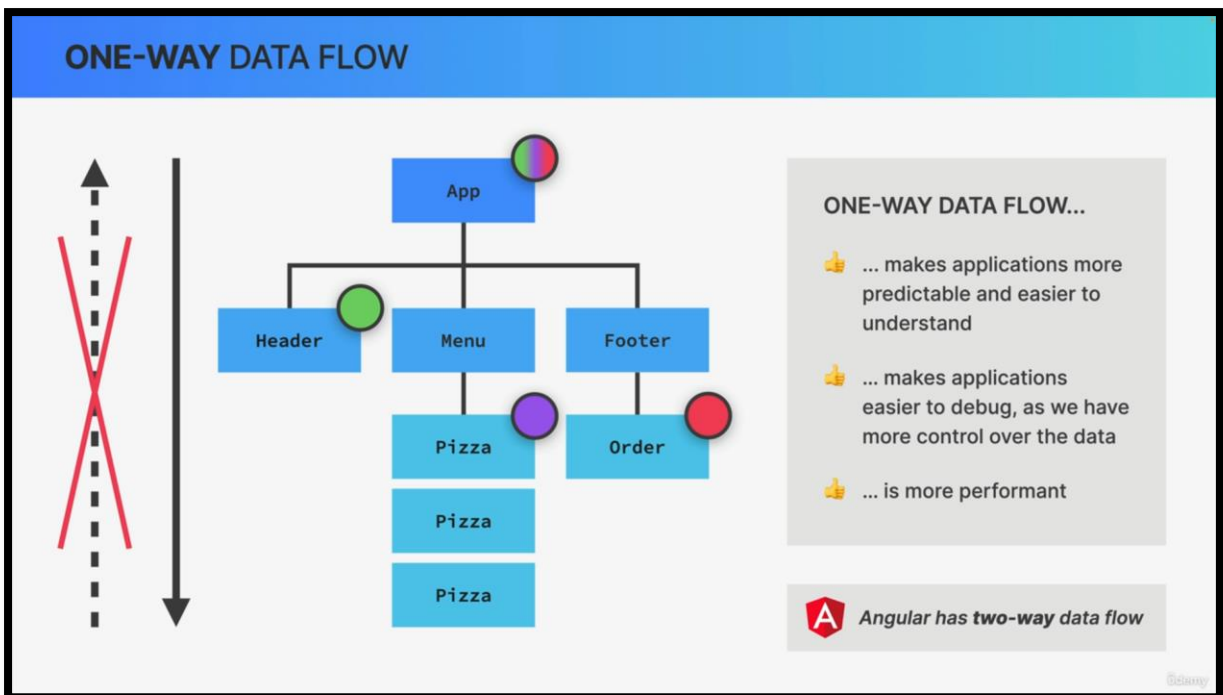 ONE-WAY DATA FLOW
App
Header
Menu
Footer
Pizza
Order
Pizza
Pizza
ONE-WAY DATA FLOW...
... makes applications more
predictable and easier to
understand
... makes applications
easier to debug, as we have
more control over the data
... is more performant
Angular has two-way data flow
Udemy